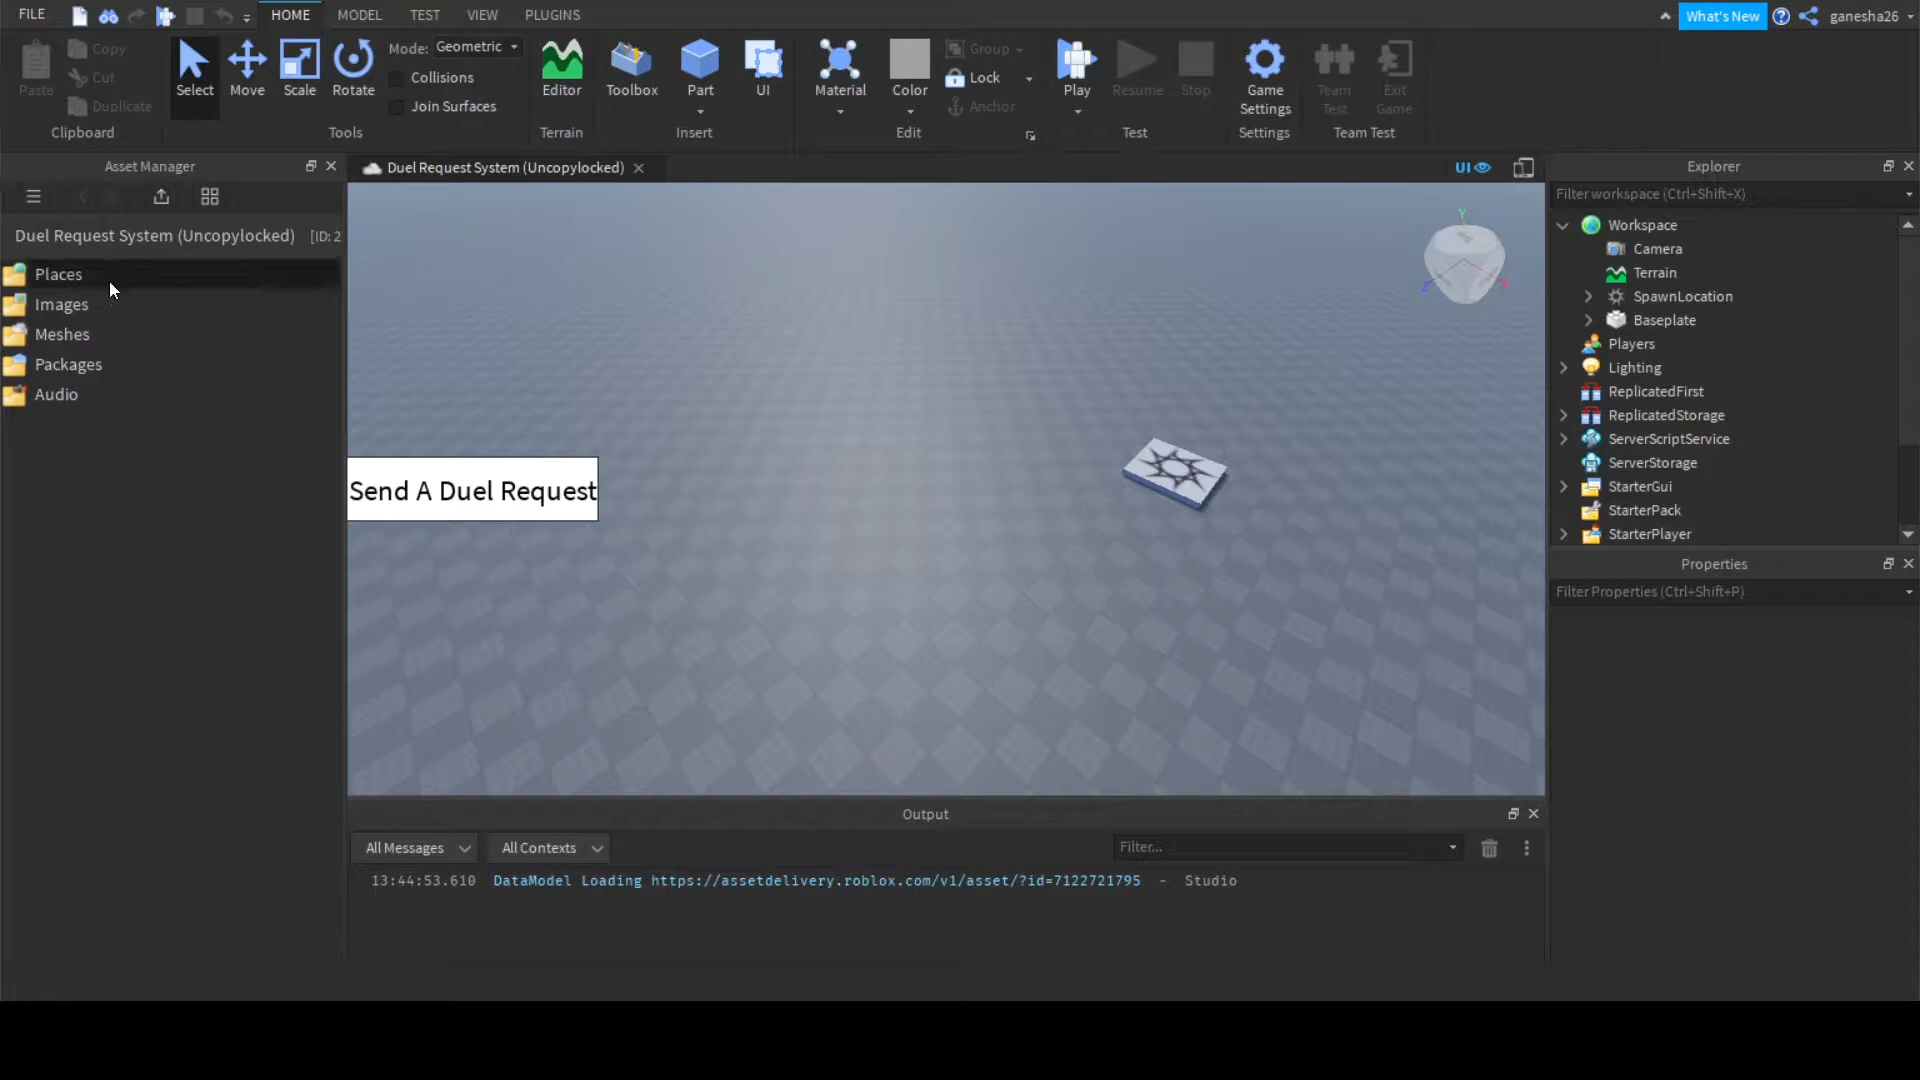 FILE
HOME
MODEL
TEST
VIEW
PLUGINS
What's New
ganesha26
Paste
Copy
Cut
Duplicate
Clipboard
Select
Move
Scale
Rotate
Mode: Geometric
Collisions
Join Surfaces
Tools
Editor
Terrain
Toolbox
Part
UI
Insert
Material
Color
Group
Lock
Anchor
Edit
Play
Resume
Stop
Test
Game
Settings
Settings
Team
Test
Exit
Game
Team Test
Asset Manager
Duel Request System (Uncopylocked) [ID:2
Places
Images
Meshes
Packages
Audio
Duel Request System (Uncopylocked)
UI
Y
Send A Duel Request
Output
All Messages
All Contexts
Filter...
13:44:53.610 DataModel Loading https://assetdelivery.roblox.com/v1/asset/?id=7122721795 - Studio
Explorer
Filter workspace (Ctrl+Shift+X)
Workspace
Camera
Terrain
SpawnLocation
Baseplate
Players
Lighting
ReplicatedFirst
ReplicatedStorage
ServerScriptService
ServerStorage
StarterGui
StarterPack
StarterPlayer
Properties
Filter Properties (Ctrl+Shift+P)